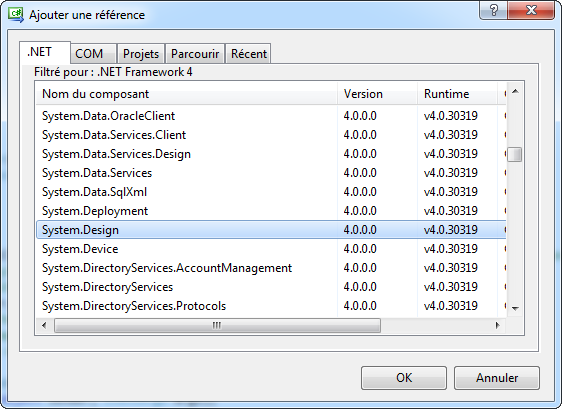 Ajouter une référence
.NET COM Projets Parcourir Récent
Filtré pour : .NET Framework 4
Nom du composant Version Runtime
System.Data.OracleClient 4.0.0.0 v4.0.30319
System.Data.Services.Client 4.0.0.0 v4.0.30319
System.Data.Services.Design 4.0.0.0 v4.0.30319
System.Data.Services 4.0.0.0 v4.0.30319
System.Data.SqlXml 4.0.0.0 v4.0.30319
System.Deployment 4.0.0.0 v4.0.30319
System.Design 4.0.0.0 v4.0.30319
System.Device 4.0.0.0 v4.0.30319
System.DirectoryServices.AccountManagement 4.0.0.0 v4.0.30319
System.DirectoryServices 4.0.0.0 v4.0.30319
System.DirectoryServices.Protocols 4.0.0.0 v4.0.30319
OK Annuler